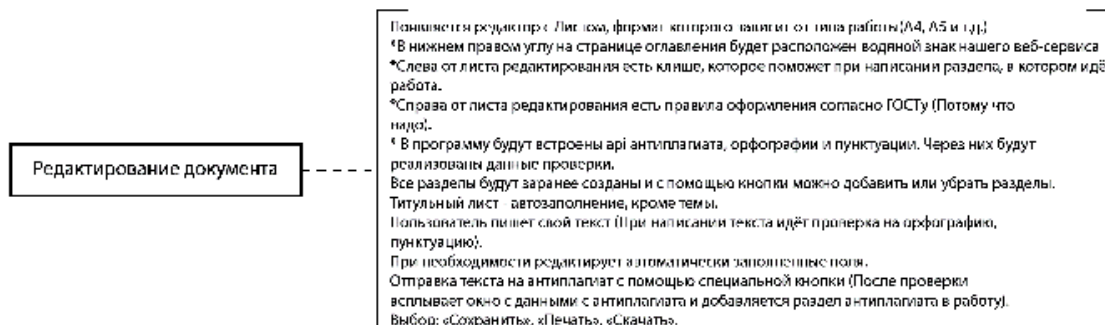 Редактирование документа
Появляется редактор с Листом, формат которого зависит от типа работы(А4, А5 и т.д.)
*В нижнем правом углу на странице оглавления будет расположен водяной знак нашего веб-сервиса
*Слева от листа редактирования есть клише, которое поможет при написании раздела, в котором идё
работа.
*Справа от листа редактирования есть правила оформления согласно ГОСТу (Потому что
надо).
* В программу будут встроены api антиплагиата, орфографии и пунктуации. Через них будут
реализованы данные проверки.
Все разделы будут заранее созданы и с помощью кнопки можно добавить или убрать разделы.
Титульный лист - автозаполнение, кроме темы.
Пользователь пишет свой текст (При написании текста идёт проверка на орфографию,
пунктуацию).
При необходимости редактирует автоматически заполненные поля.
Отправка текста на антиплагиат с помощью специальной кнопки (После проверки
всплывает окно с данными с антиплагиата и добавляется раздел антиплагиата в работу).
Выбор: «Сохранить», «Печать», «Скачать».